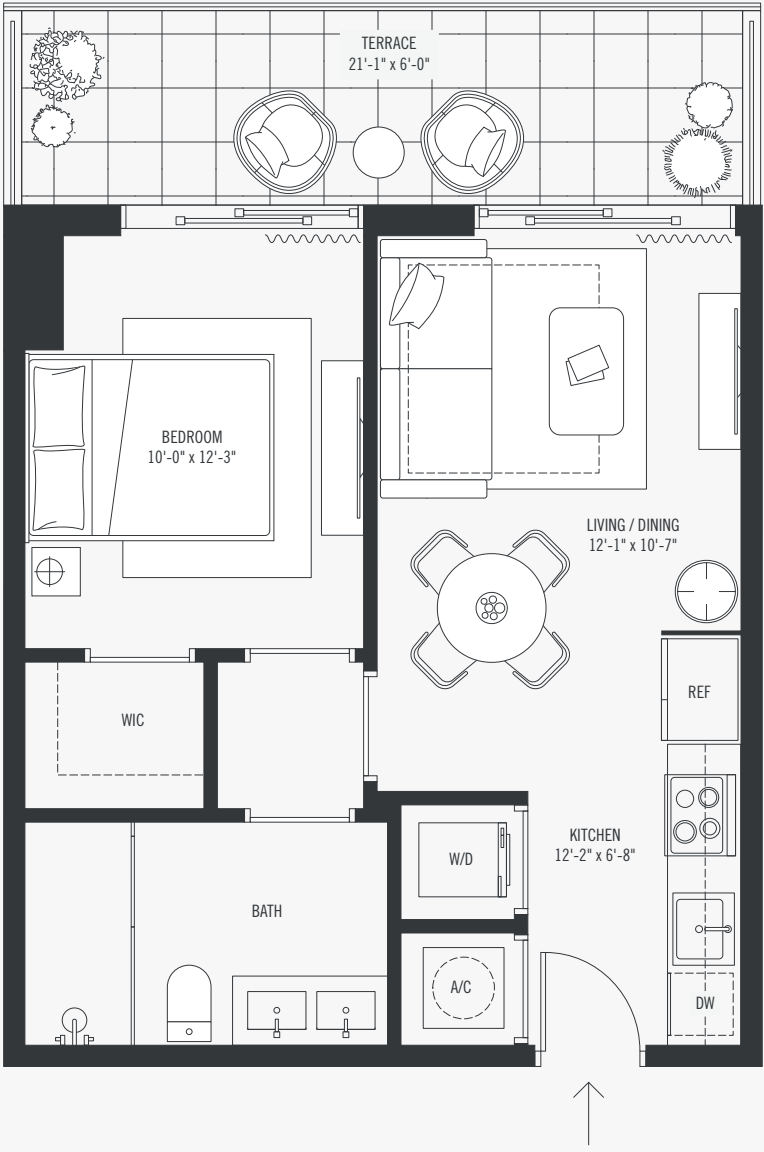 TERRACE
21'-1" x 6'-0"
BEDROOM
10'-0" x 12'-3"
LIVING / DINING
12'-1" x 10'-7"
REF
WIC
KITCHEN
12'-2" x 6'-8"
W/D
BATH
A/C
DW